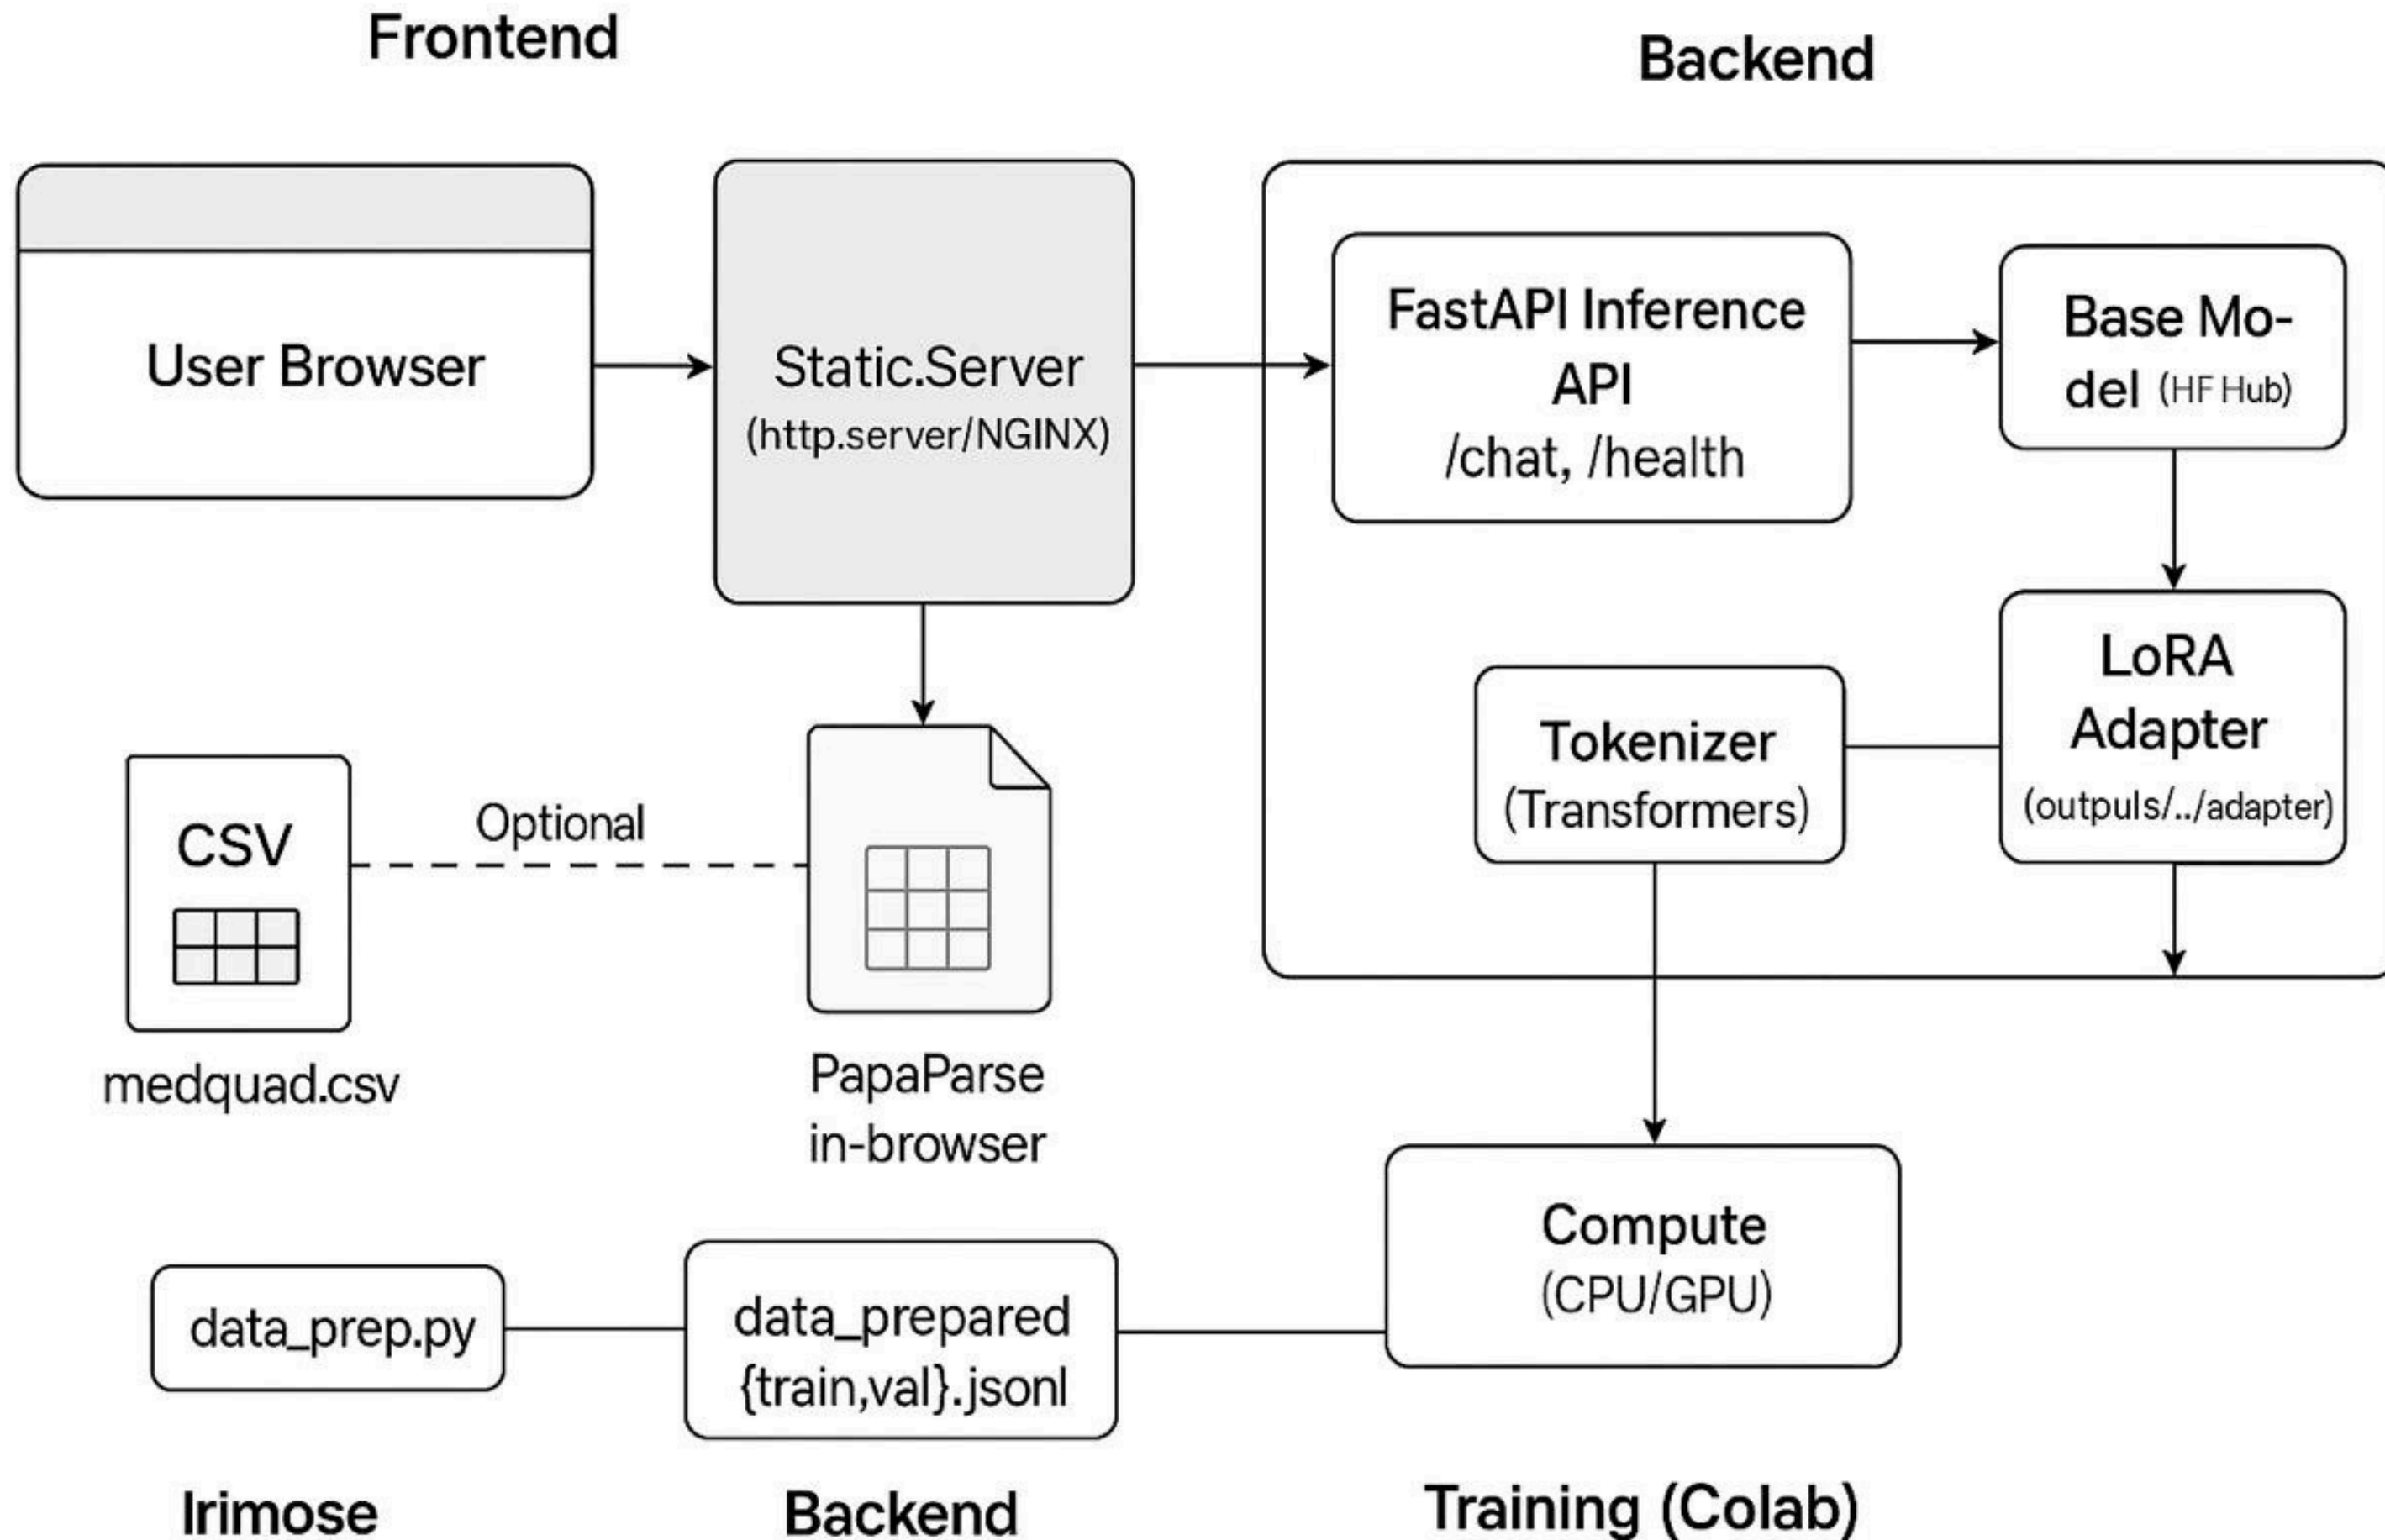 Frontend
Backend
User Browser
Static.Server
(http.server/NGINX)
FastAPI Inference
API
/chat, /health
Base Mo-
del (HF Hub)
LoRA
Adapter
(outpuls/../adapter)
Tokenizer
(Transformers)
CSV
Optional
medquad.csv
PapaParse
in-browser
Compute
(CPU/GPU)
data_prep.py
data_prepared
{train,val}.jsonl
Irimose
Backend
Training (Colab)